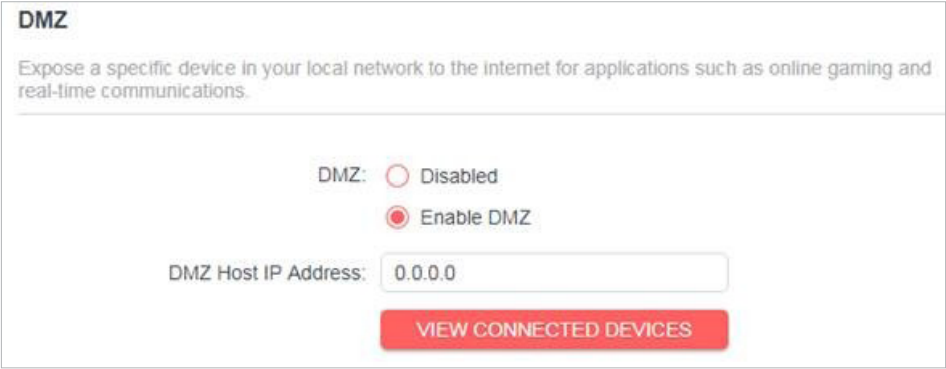 DMZ
Expose a specific device in your local network to the internet for applications such as online gaming and
real-time communications.
DMZ: Disabled
Enable DMZ
DMZ Host IP Address: 0.0.0.0
VIEW CONNECTED DEVICES